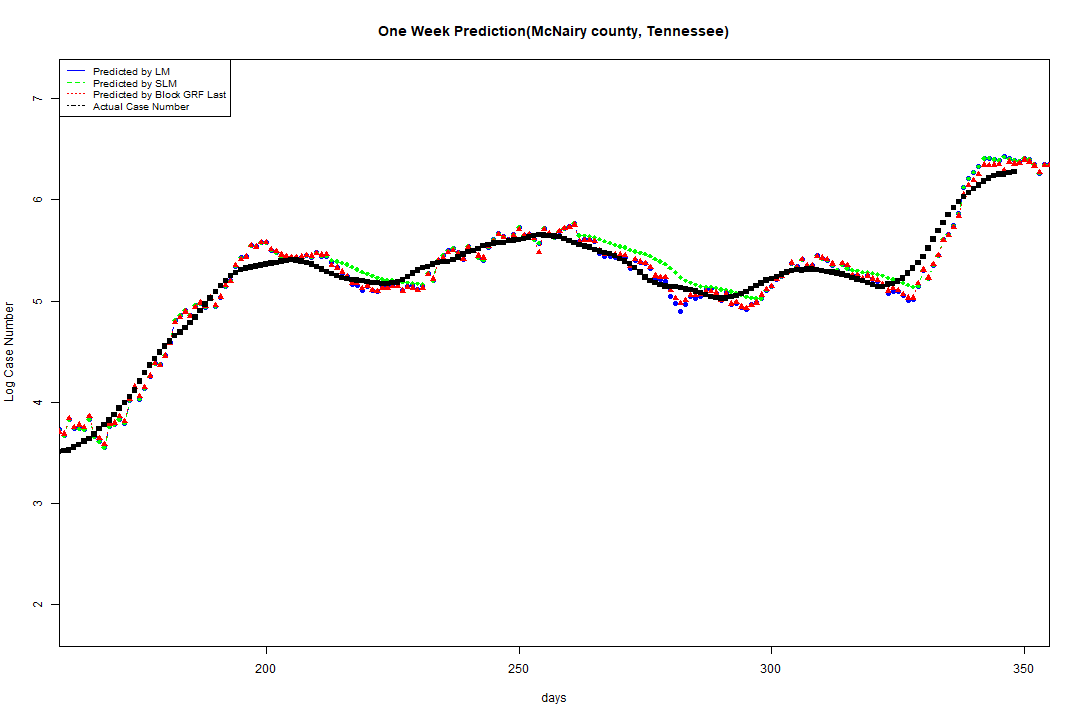 One Week Prediction(McNairy county, Tennessee)
Predicted by LM
Predicted by SLM
Predicted by Block GRF Last
Actual Case Number
7
6
5
4
3
2
Log Case Number
200 250 300 350
days